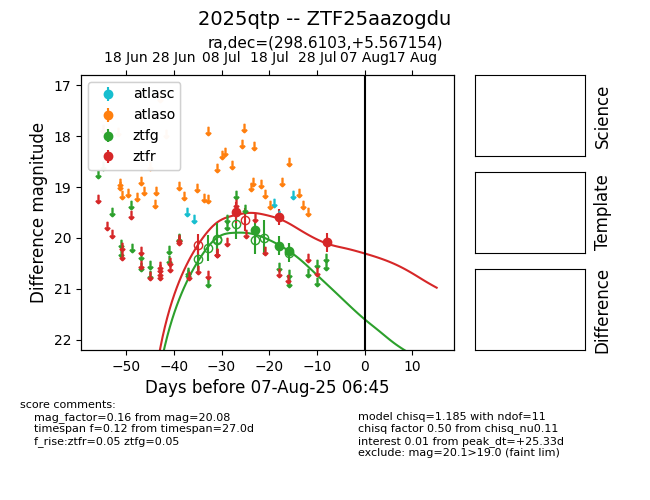 2025qtp -- ZTF25aazogdu
ra,dec=(298.6103,+5.567154)
18 Jun 28 Jun 08 Jul 18 Jul 28 Jul 07 Aug 17 Aug
atlasc
atlaso
ztfg
ztfr
17
18
19
20
21
22
Difference magnitude
−50 −40 −30 −20 −10 0 10
Days before 07-Aug-25 06:45
Science
Template
Difference
score comments:
mag_factor=0.16 from mag=20.08
timespan f=0.12 from timespan=27.0d
f_rise:ztfr=0.05 ztfg=0.05
model chisq=1.185 with ndof=11
chisq factor 0.50 from chisq_nu0.11
interest 0.01 from peak_dt=+25.33d
exclude: mag=20.1>19.0 (faint lim)